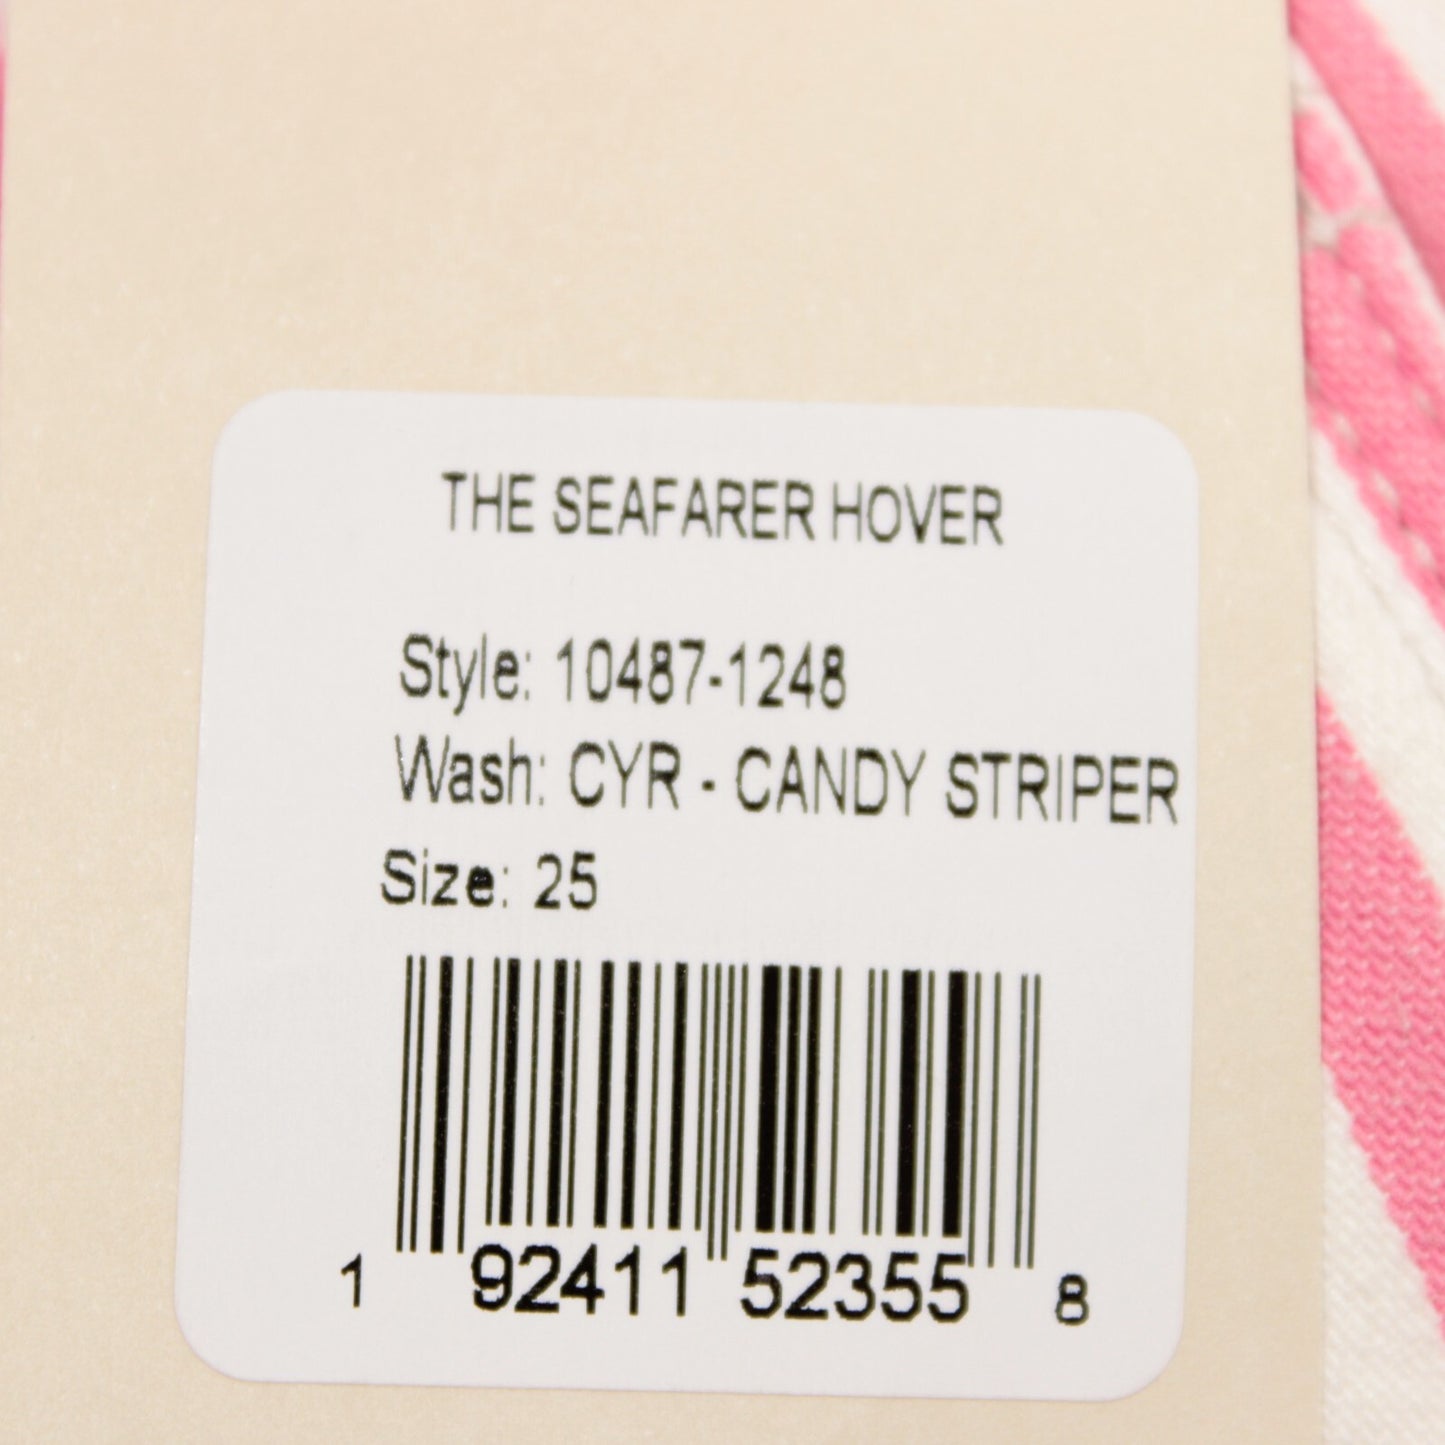 THE SEAFARER HOVER
Style: 10487-1248
Wash: CYR - CANDY STRIPER
Size: 25
1 92411 52355 8